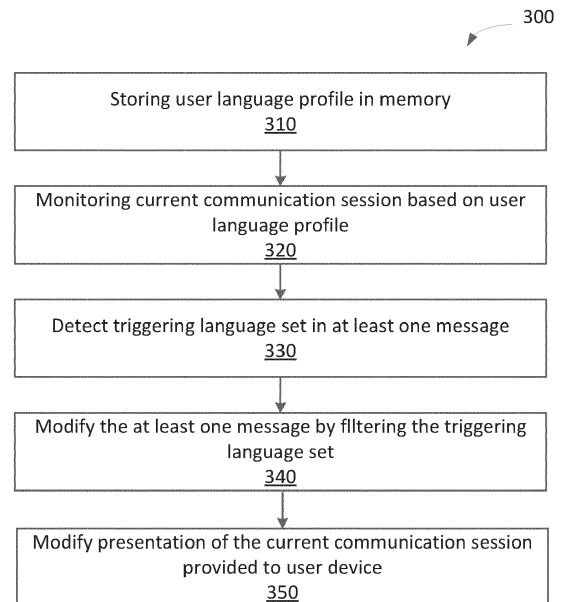 300
Storing user language profile in memory
310
Monitoring current communication session based on user
language profile
320
Detect triggering language set in at least one message
330
Modify the at least one message by flltering the triggering
language set
340
Modify presentation of the current communication session
provided to user device
350